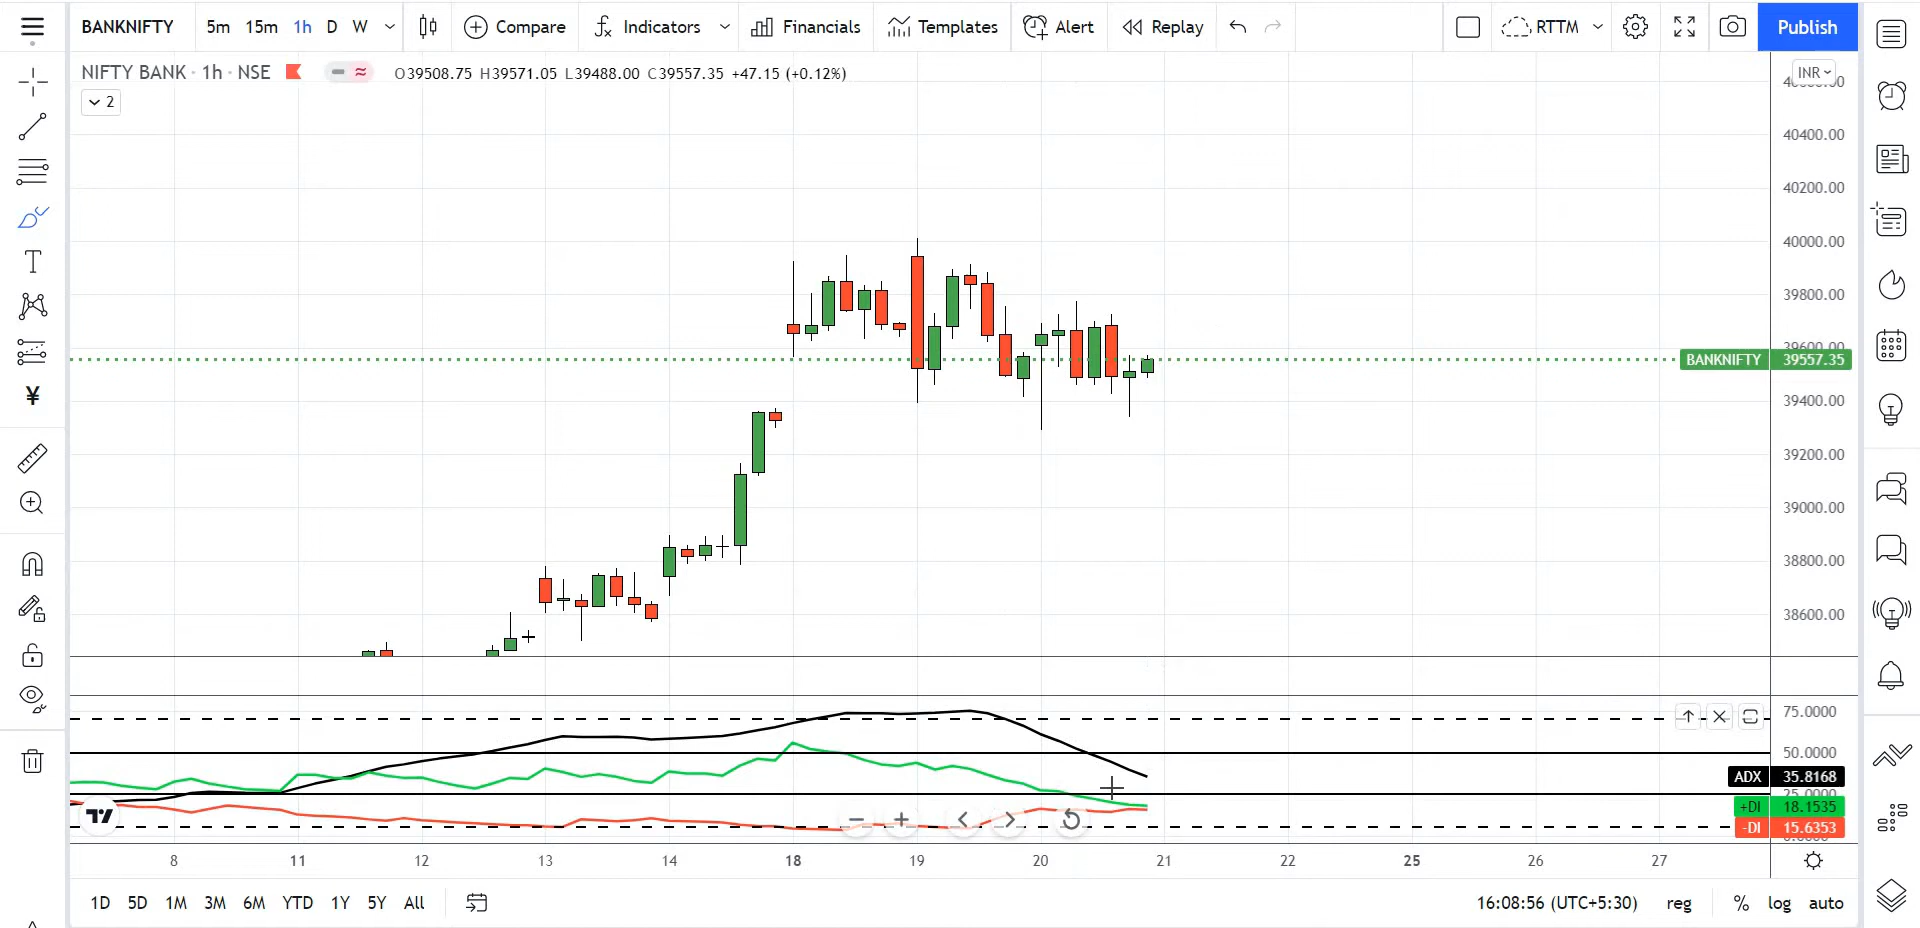 BANKNIFTY 5m 15m 1h D W Compare Indicators Financials Templates Alert Replay RTTM Publish
NIFTY BANK · 1h · NSE O39508.75 H39571.05 L39488.00 C39557.35 +47.15 (+0.12%) INR
2
40400.00
40200.00
40000.00
39800.00
39600.00
BANKNIFTY 39557.35
39400.00
39200.00
39000.00
38800.00
38600.00
75.0000
50.0000
ADX 35.8168
25.0000
+DI 18.1535
-DI 15.6353
8 11 12 13 14 18 19 20 21 22 25 26 27
1D 5D 1M 3M 6M YTD 1Y 5Y All 16:08:56 (UTC+5:30) reg % log auto